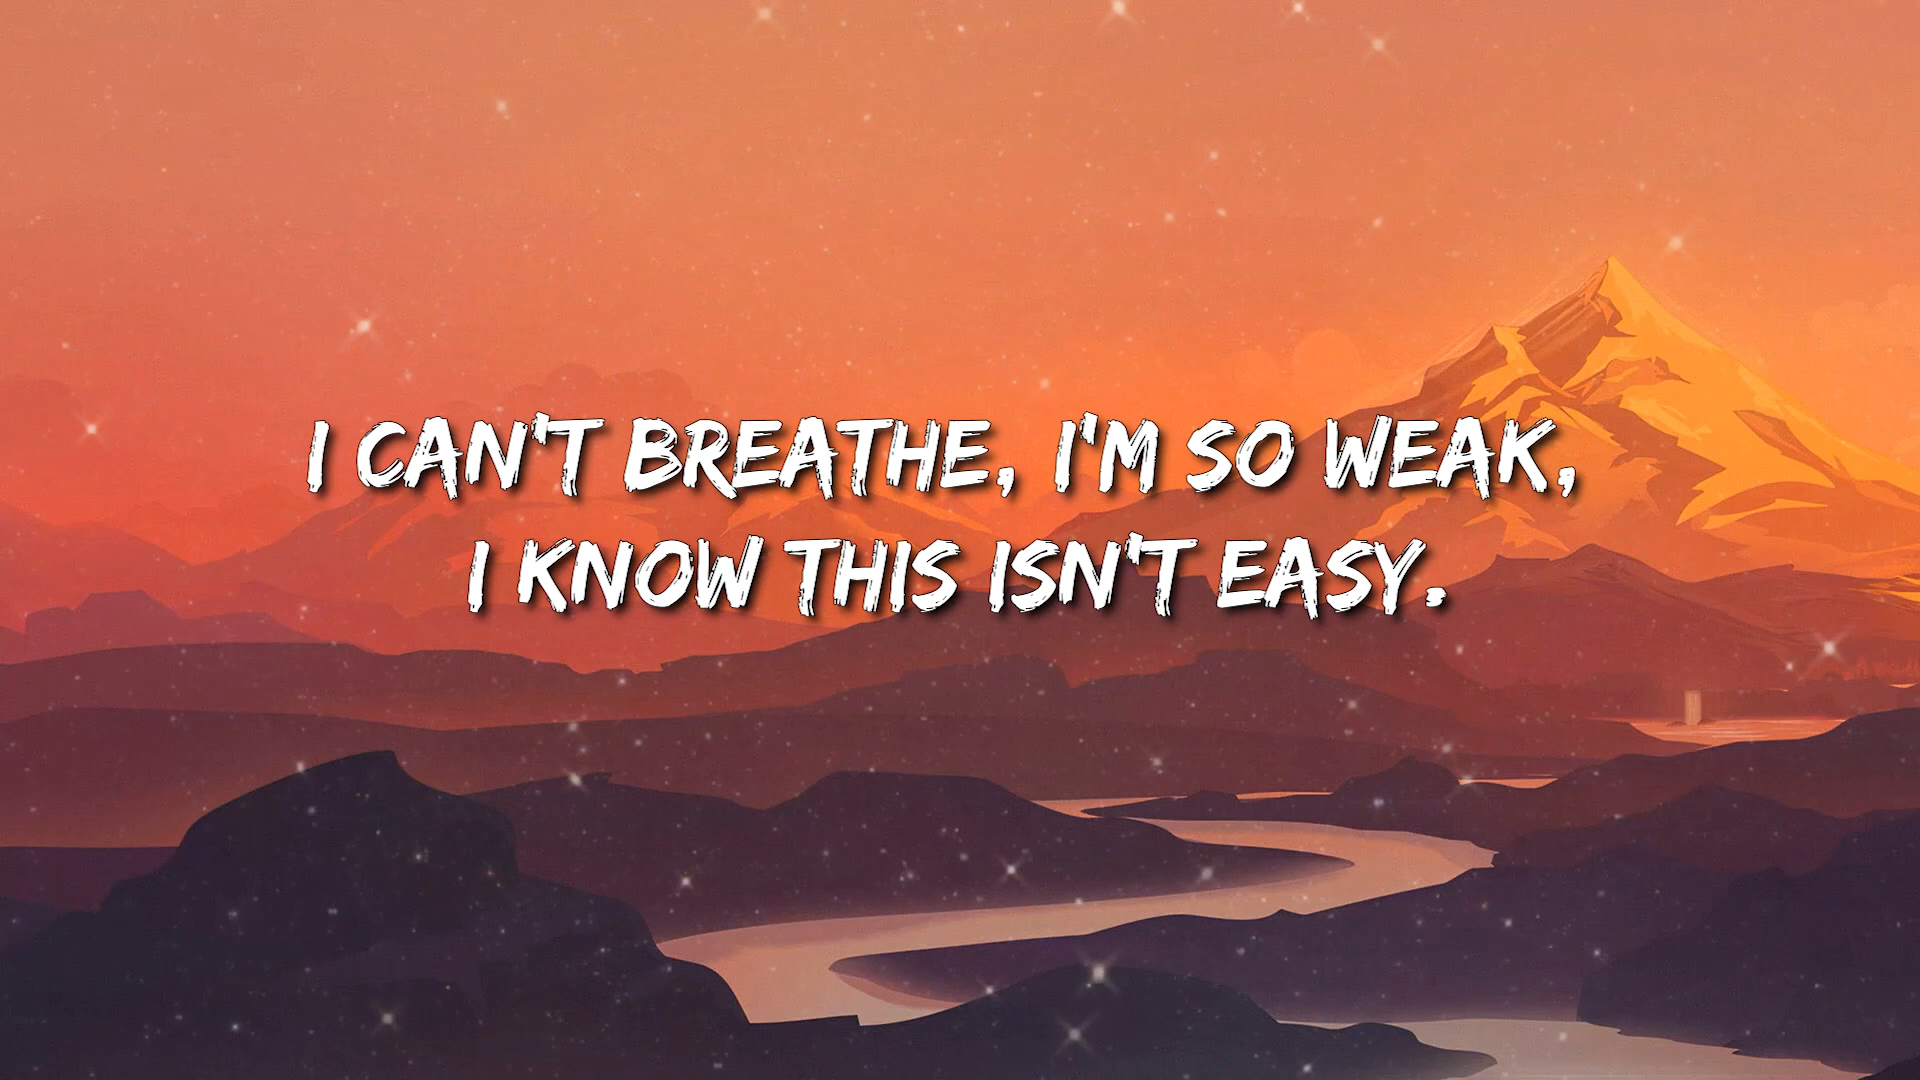 I CAN'T BREATHE, I'M SO WEAK,
I KNOW THIS ISN'T EASY.